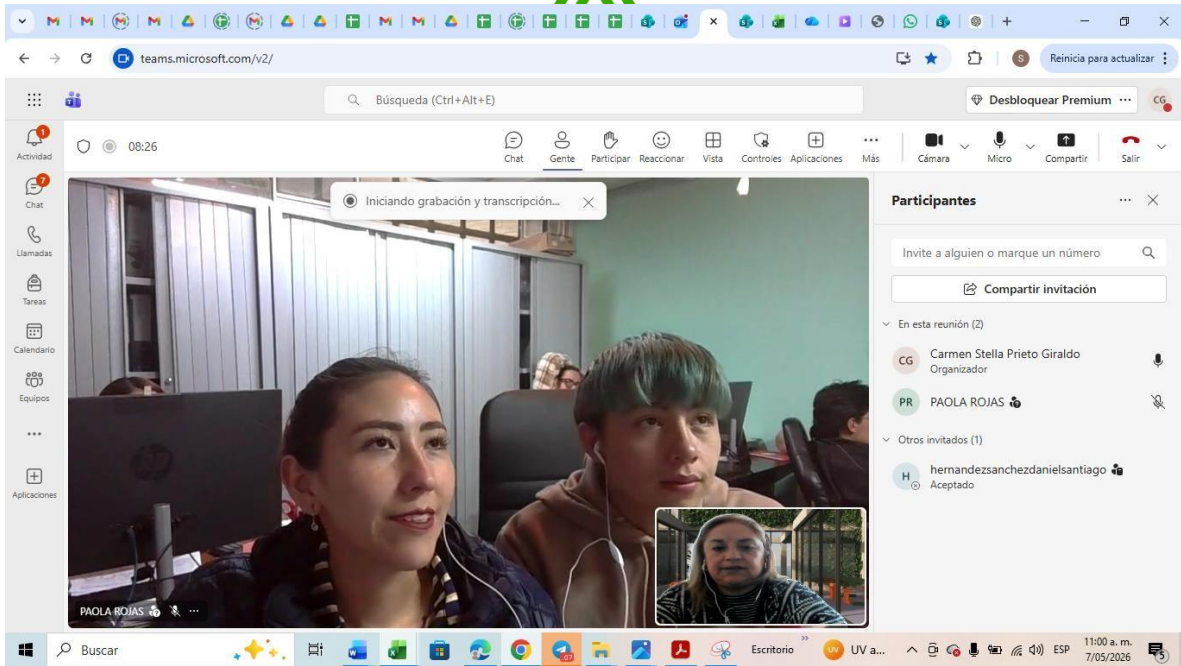 teams.microsoft.com/v2/
S
Reinicia para actualizar
Búsqueda (Ctrl+Alt+E)
Desbloquear Premium ...
CG
1
Actividad
08:26
Chat
Gente
Participar
Reaccionar
Vista
Controles
Aplicaciones
Más
Cámara
Micro
Compartir
Salir
7
Chat
Llamadas
Tareas
Calendario
Equipos
Aplicaciones
Iniciando grabación y transcripción...
PAOLA ROJAS
Participantes
Invite a alguien o marque un número
Compartir invitación
En esta reunión (2)
CG Carmen Stella Prieto Giraldo
Organizador
PR PAOLA ROJAS
Otros invitados (1)
H hernandezsanchezdanielsantiago
Aceptado
Buscar
Escritorio
UV a...
ESP
11:00 a. m.
7/05/2026